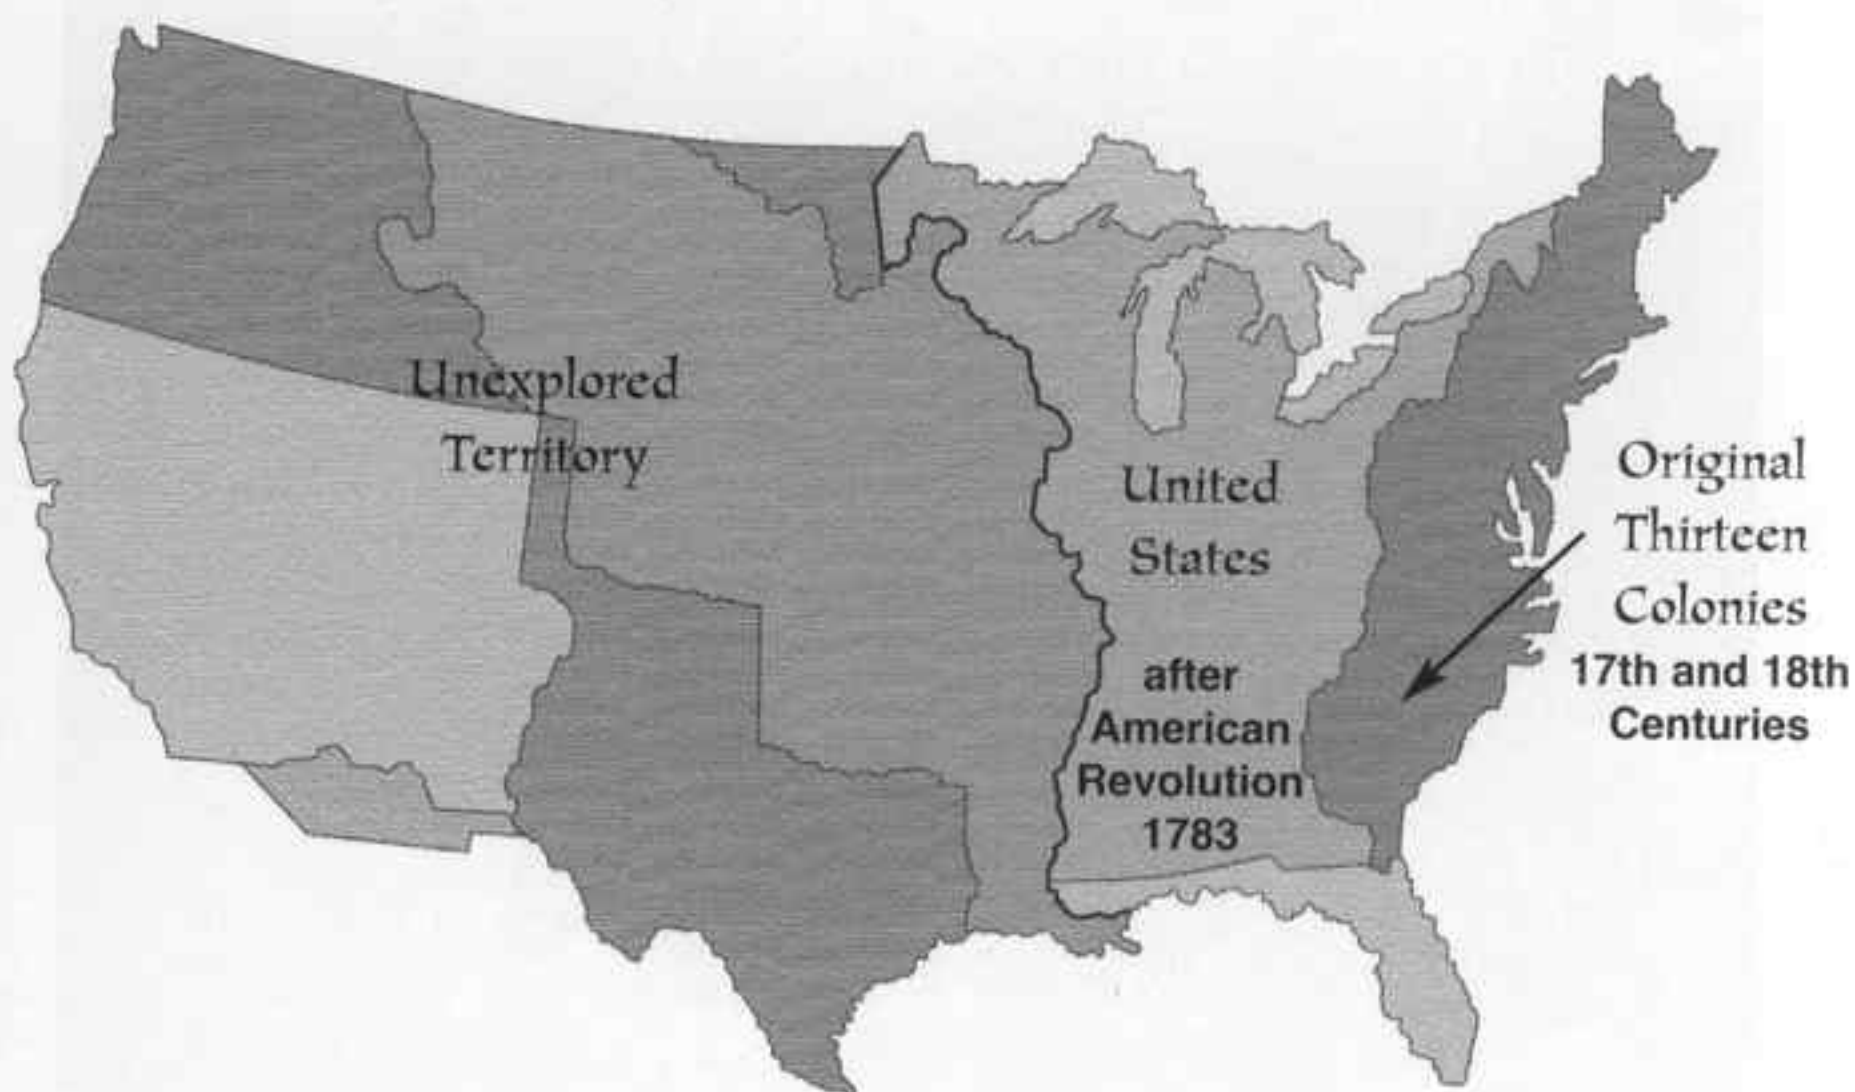 Unexplored
Territory
United
States
after
American
Revolution
1783
Original
Thirteen
Colonies
17th and 18th
Centuries